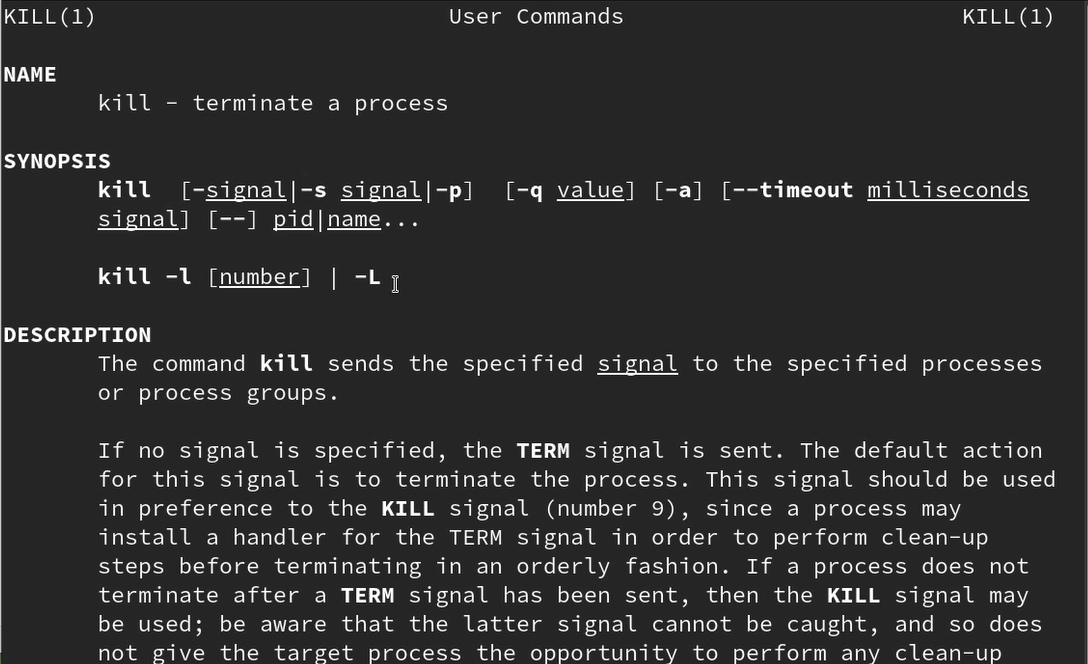 KILL(1) User Commands KILL(1)
NAME
kill - terminate a process
SYNOPSIS
kill [-signal|-s signal|-p] [-q value] [-a] [--timeout milliseconds
signal] [--] pid|name...
kill -l [number] | -L
DESCRIPTION
The command kill sends the specified signal to the specified processes
or process groups.
If no signal is specified, the TERM signal is sent. The default action
for this signal is to terminate the process. This signal should be used
in preference to the KILL signal (number 9), since a process may
install a handler for the TERM signal in order to perform clean-up
steps before terminating in an orderly fashion. If a process does not
terminate after a TERM signal has been sent, then the KILL signal may
be used; be aware that the latter signal cannot be caught, and so does
not give the target process the opportunity to perform any clean-up